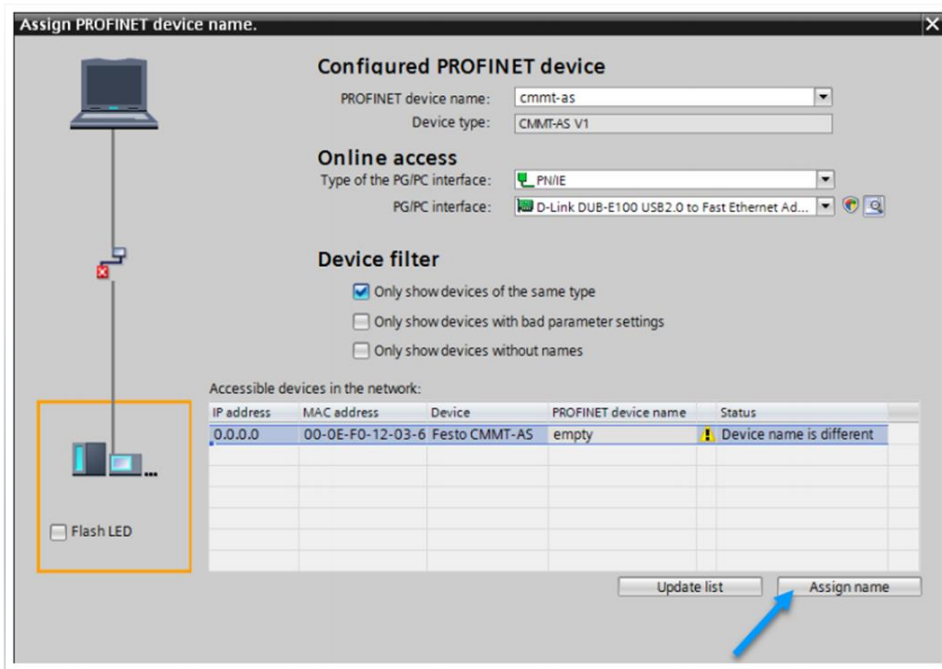 Assign PROFINET device name.
Configured PROFINET device
PROFINET device name: cmmt-as
Device type: CMMT-AS V1
Online access
Type of the PG/PC interface: PN/IE
PG/PC interface: D-Link DUB-E100 USB2.0 to Fast Ethernet Ad...
Device filter
Only show devices of the same type
Only show devices with bad parameter settings
Only show devices without names
Accessible devices in the network:
IP address MAC address Device PROFINET device name Status
0.0.0.0 00-0E-F0-12-03-6 Festo CMMT-AS empty Device name is different
Flash LED
Update list Assign name